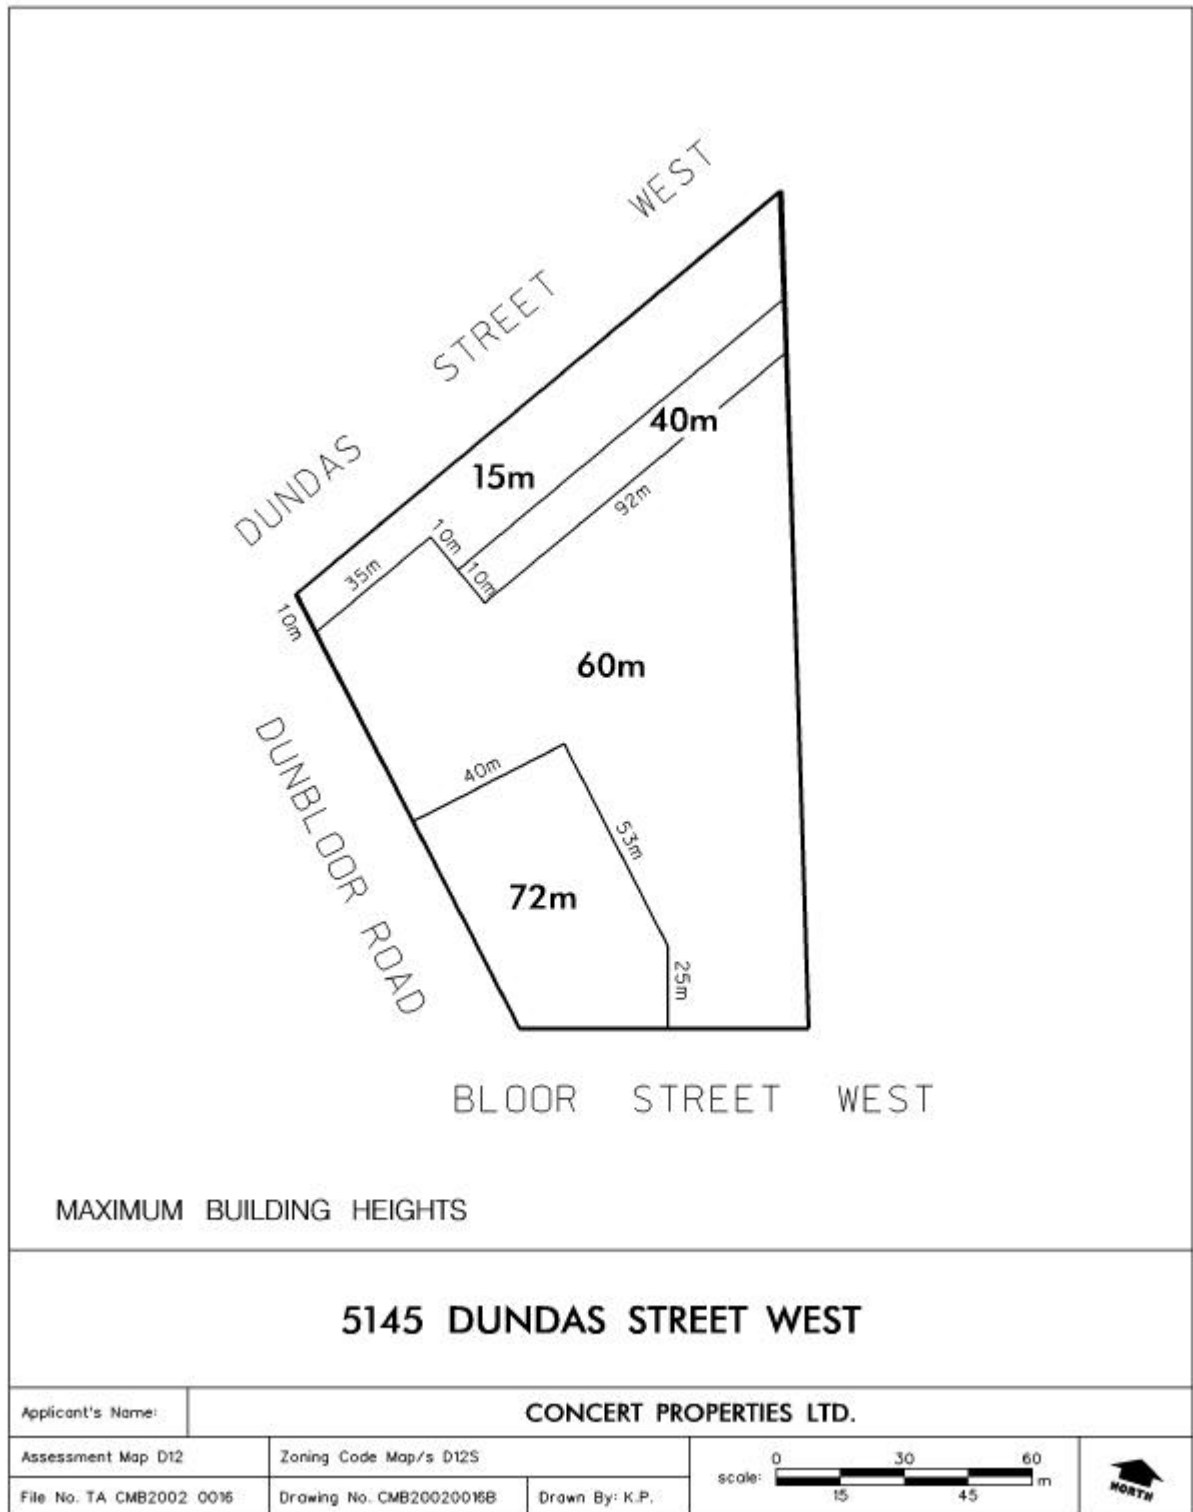 DUNDAS STREET WEST
40m
15m
92m
10m
10m
35m
10m
60m
DUNBLOOR ROAD
40m
53m
72m
25m
BLOOR STREET WEST
MAXIMUM BUILDING HEIGHTS
5145 DUNDAS STREET WEST
Applicant's Name:
CONCERT PROPERTIES LTD.
Assessment Map D12
Zoning Code Map/s D12S
File No. TA CMB2002 0016
Drawing No. CMB20020016B
Drawn By: K.P.
scale:
0 30 60
m
15 45
NORTH